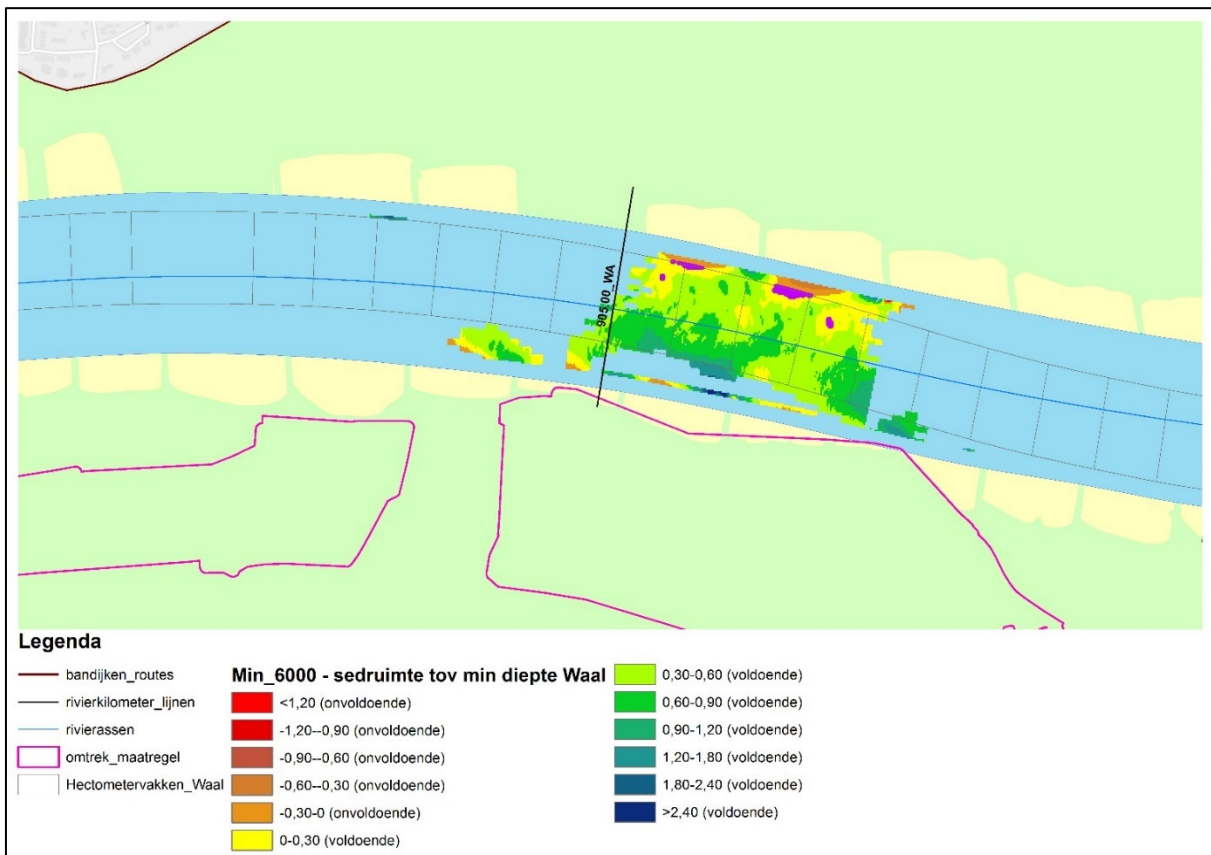 905.00_WA
Legenda
bandijken_routes
rivierkilometer_lijnen
rivierassen
omtrek_maatregel
Hectometervakken_Waal
Min_6000 - sedruimte tov min diepte Waal
<1,20 (onvoldoende)
-1,20--0,90 (onvoldoende)
-0,90--0,60 (onvoldoende)
-0,60--0,30 (onvoldoende)
-0,30-0 (onvoldoende)
0-0,30 (voldoende)
0,30-0,60 (voldoende)
0,60-0,90 (voldoende)
0,90-1,20 (voldoende)
1,20-1,80 (voldoende)
1,80-2,40 (voldoende)
>2,40 (voldoende)